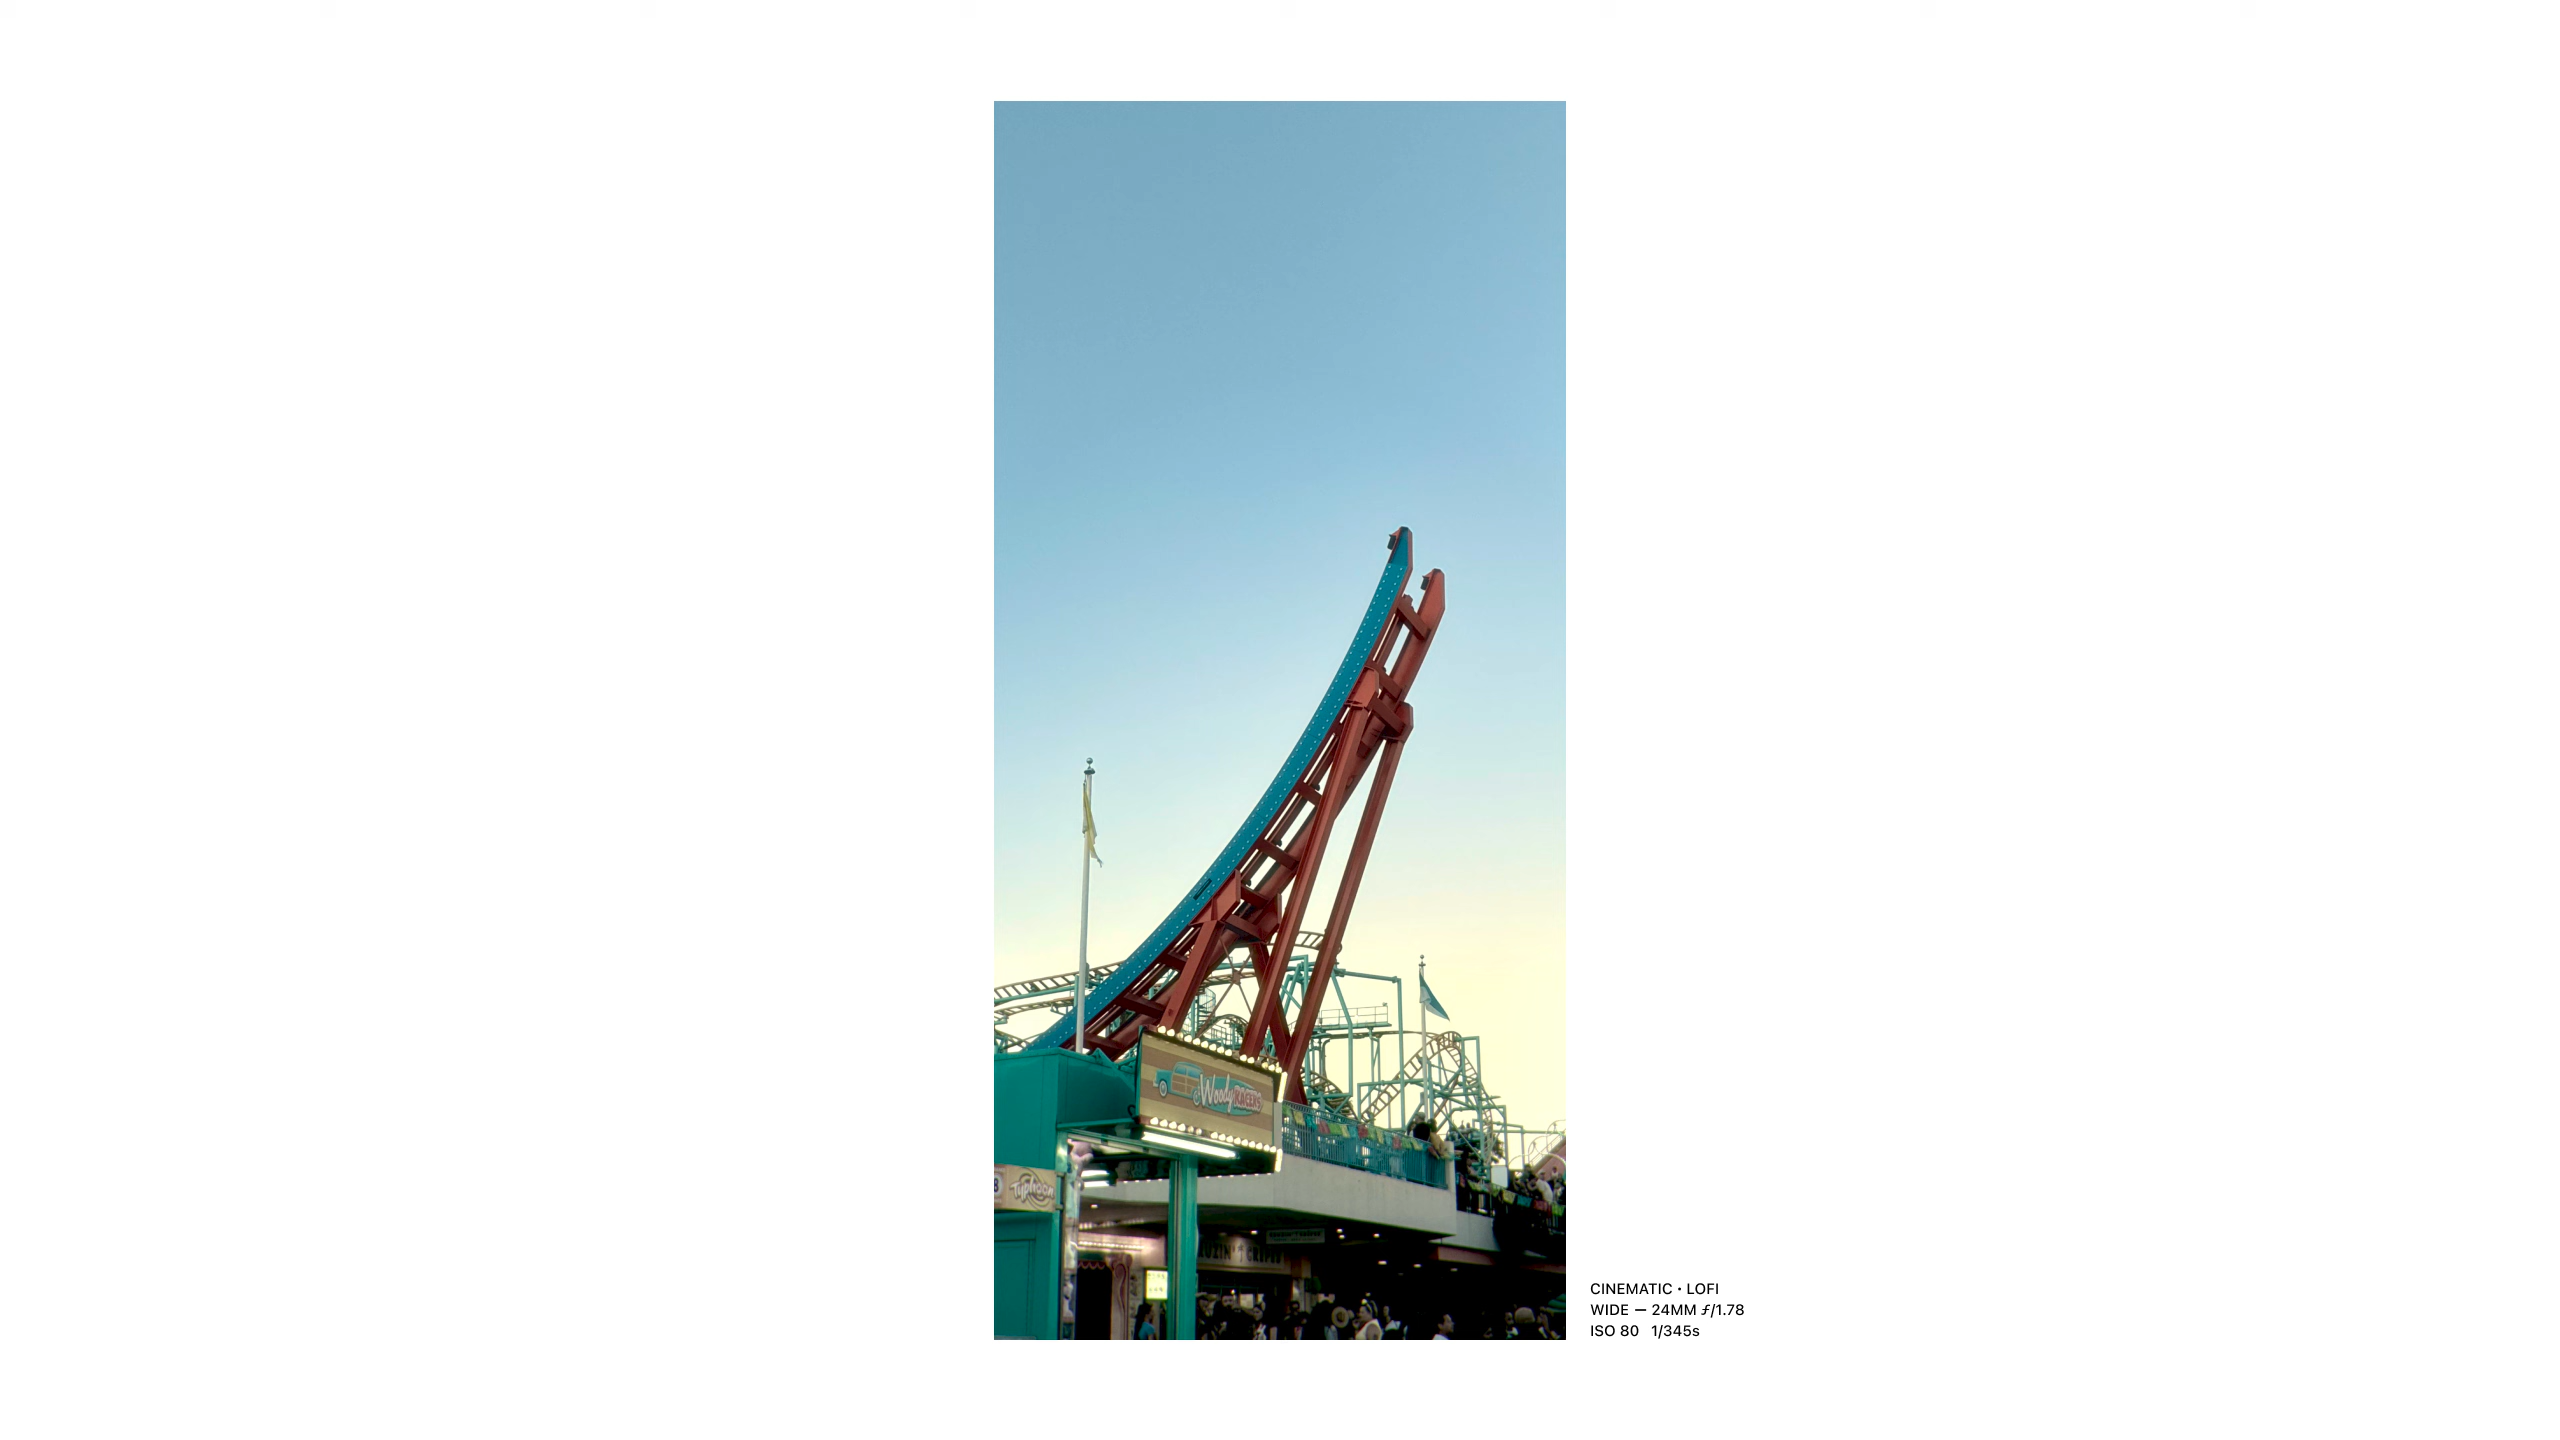 Woody RACERS
Typhoon
CINEMATIC • LOFI
WIDE — 24MM ƒ/1.78
ISO 80 1/345s